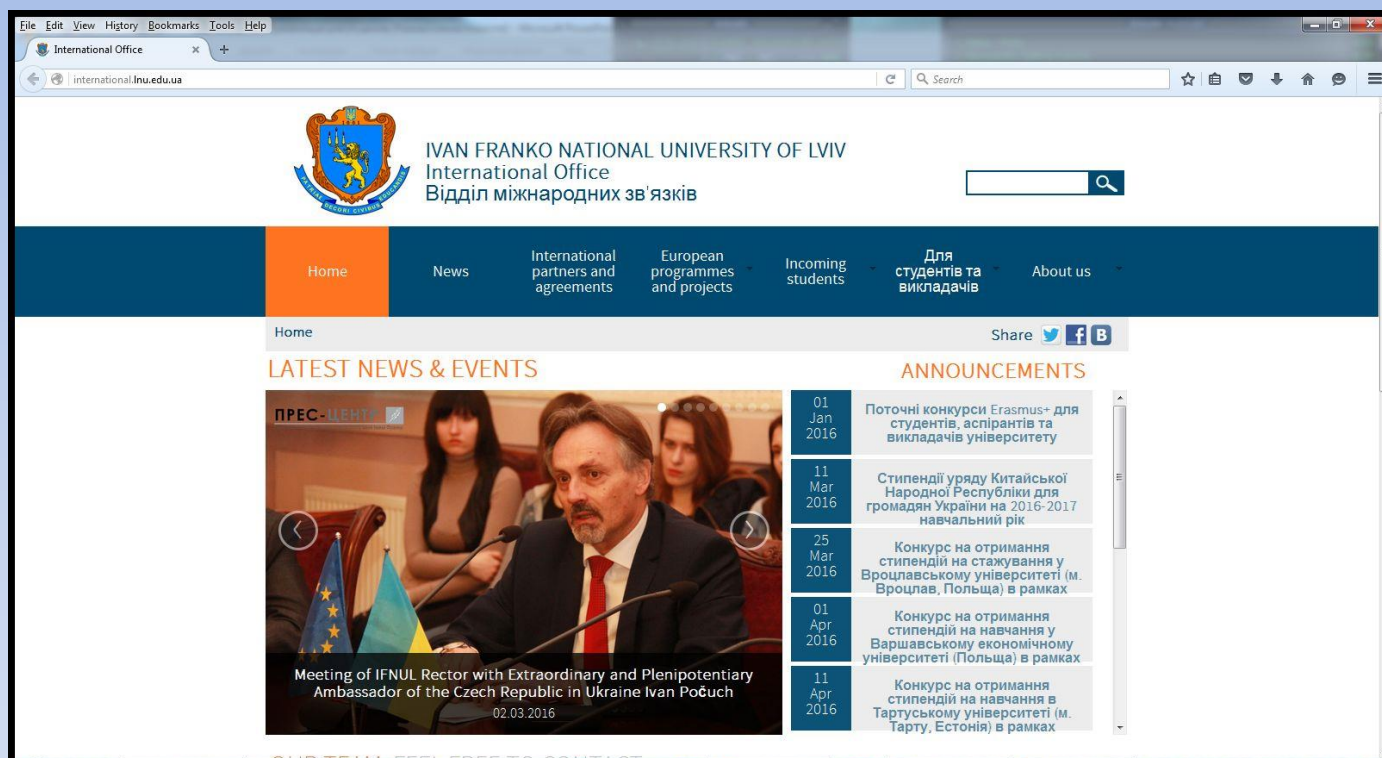 File Edit View History Bookmarks Tools Help
International Office
international.lnu.edu.ua
Search
PATRIAE DECORI CIVIBUS EDUCANDIS
IVAN FRANKO NATIONAL UNIVERSITY OF LVIV
International Office
Відділ міжнародних зв'язків
Home
News
International
partners and
agreements
European
programmes
and projects
Incoming
students
Для
студентів та
викладачів
About us
Home
Share
LATEST NEWS & EVENTS
ПРЕС-ЦЕНТР
Meeting of IFNUL Rector with Extraordinary and Plenipotentiary
Ambassador of the Czech Republic in Ukraine Ivan Počuch
02.03.2016
ANNOUNCEMENTS
01
Jan
2016
Поточні конкурси Erasmus+ для
студентів, аспірантів та
викладачів університету
11
Mar
2016
Стипендії уряду Китайської
Народної Республіки для
громадян України на 2016-2017
навчальний рік
25
Mar
2016
Конкурс на отримання
стипендій на стажування у
Вроцлавському університеті (м.
Вроцлав, Польща) в рамках
01
Apr
2016
Конкурс на отримання
стипендій на навчання у
Варшавському економічному
університеті (Польща) в рамках
11
Apr
2016
Конкурс на отримання
стипендій на навчання в
Тартуському університеті (м.
Тарту, Естонія) в рамках